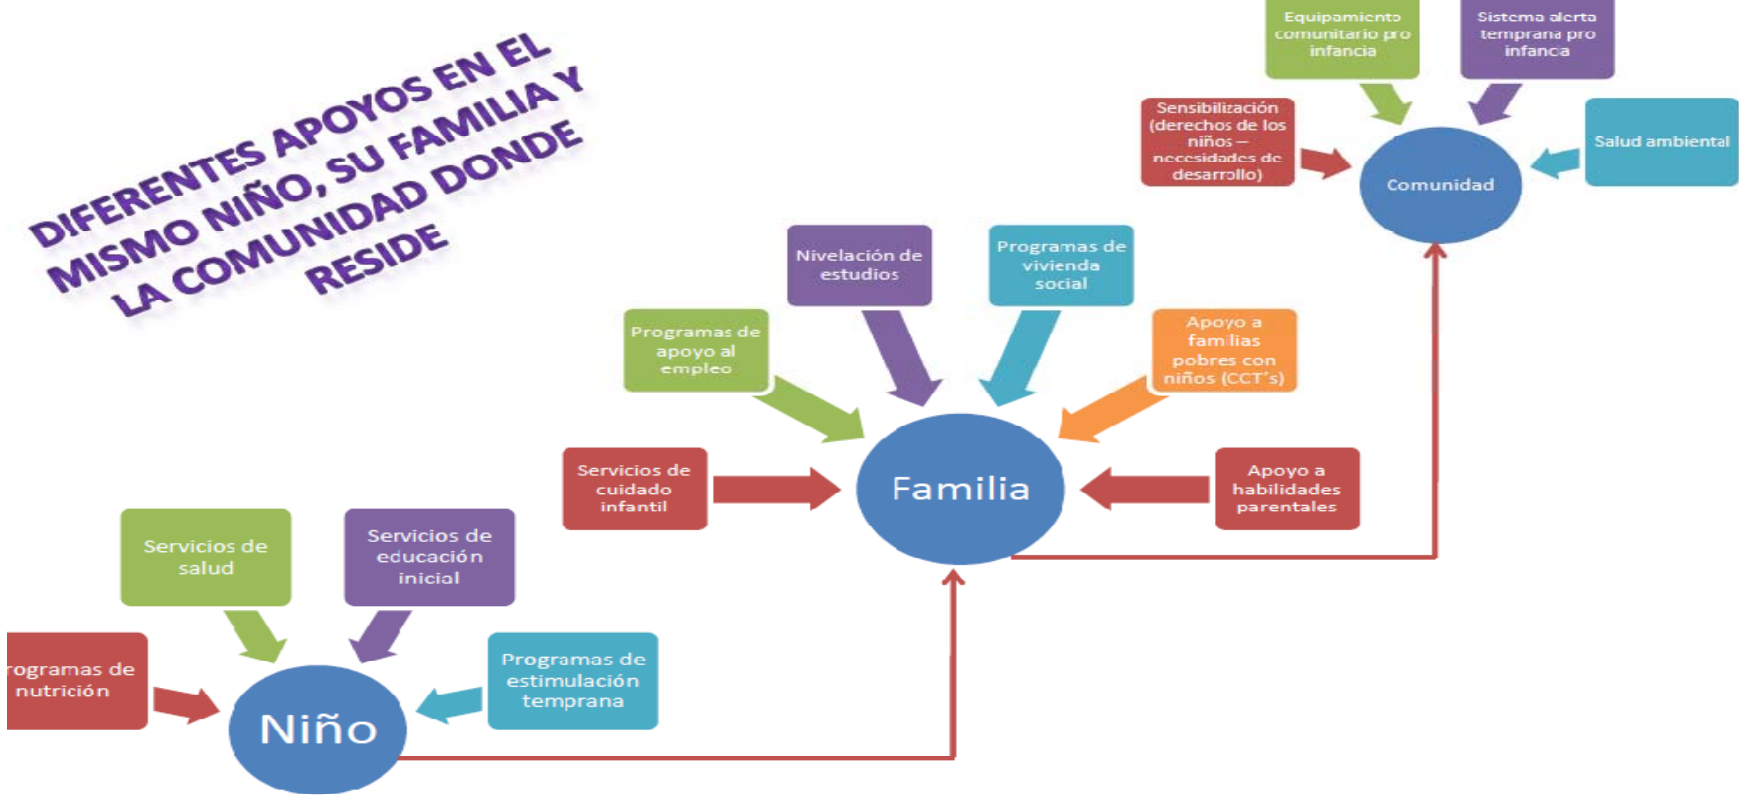 DIFERENTES APOYOS EN EL
MISMO NIÑO, SU FAMILIA Y
LA COMUNIDAD DONDE
RESIDE
Equipamiento
comunitario pro
infancia
Sistema alerta
temprana pro
infancia
Sensibilización
(derechos de los
niños –
necesidades de
desarrollo)
Salud ambiental
Comunidad
Nivelación de
estudios
Programas de
vivienda
social
Programas de
apoyo al
empleo
Apoyo a
familias
pobres con
niños (CCT´s)
Servicios de
cuidado
infantil
Familia
Apoyo a
habilidades
parentales
Servicios de
salud
Servicios de
educación
inicial
rogramas de
nutrición
Programas de
estimulación
temprana
Niño